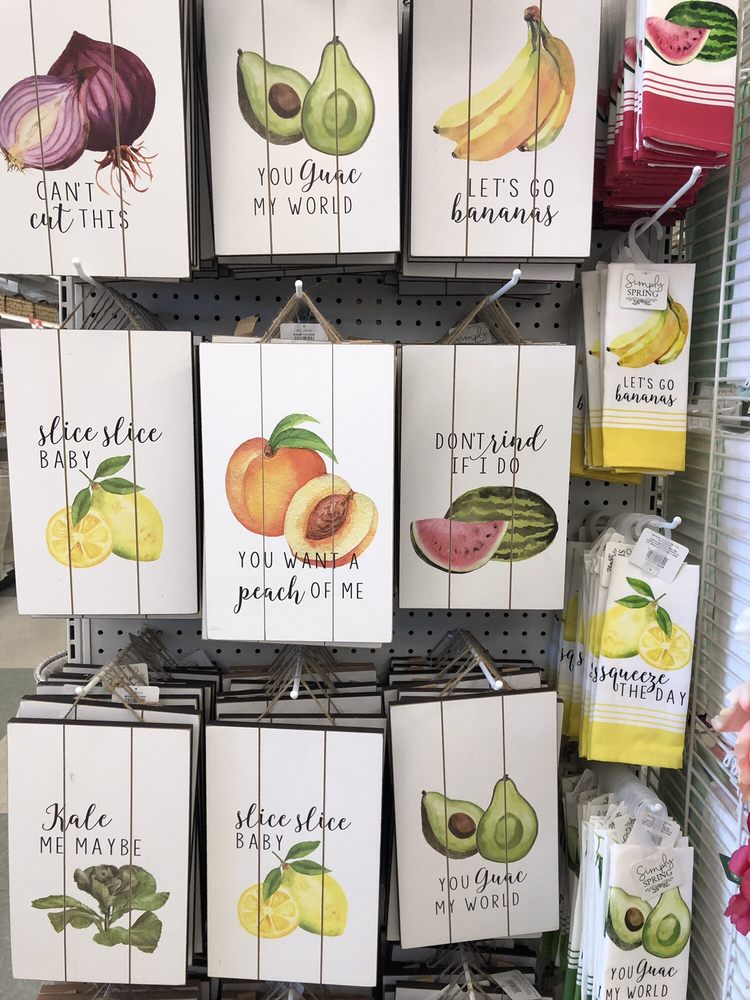 CAN'T
cut THIS
YOU Guac
MY WORLD
LET'S GO
bananas
slice slice
BABY
YOU WANT A
peach OF ME
DON'T rind
IF I DO
Simply
SPRING
LET'S GO
bananas
squeeze
THE DAY
Kale
ME MAYBE
slice slice
BABY
YOU Guac
MY WORLD
Simply
SPRING
YOU Guac
MY WORLD